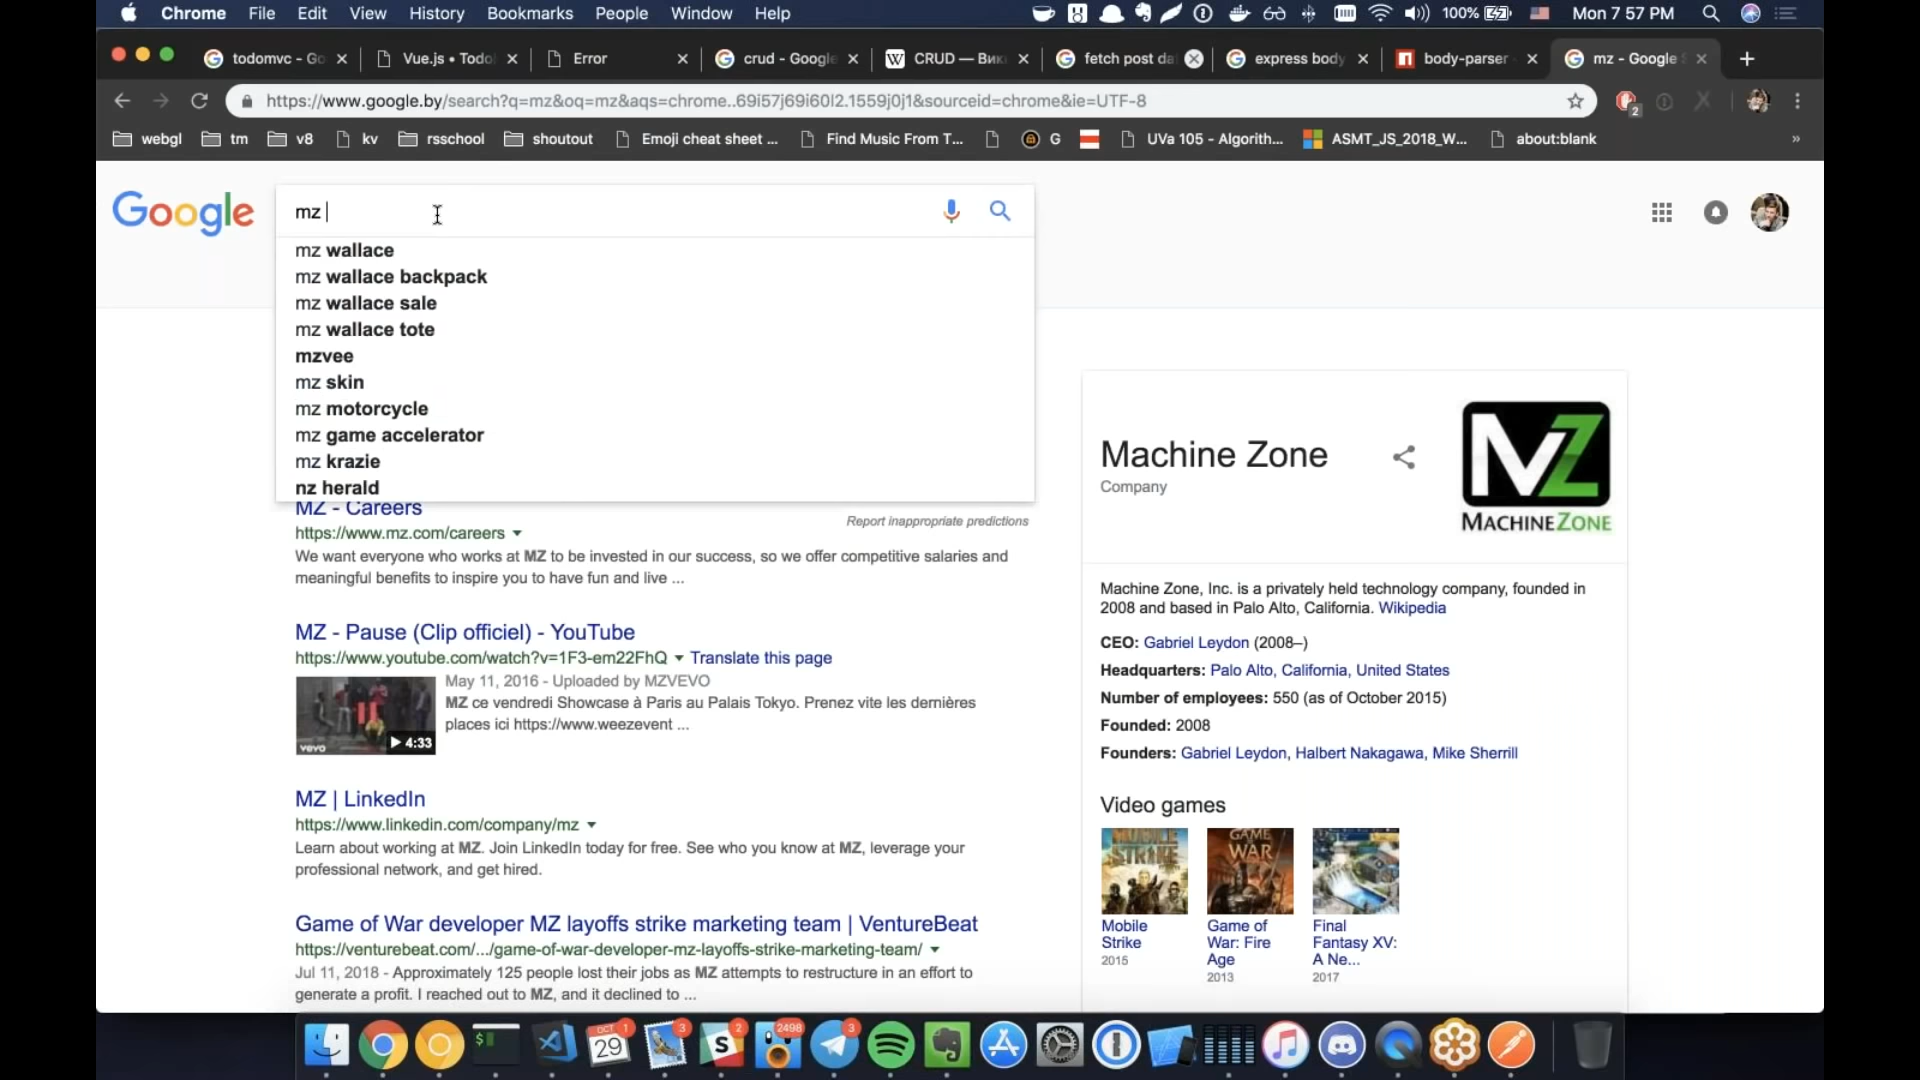 Chrome File Edit View History Bookmarks People Window Help 100% Mon 7 57 PM
todomvc - Go Vue.js • Todo Error crud - Google CRUD — Вик fetch post da express body body-parser - mz - Google S
https://www.google.by/search?q=mz&oq=mz&aqs=chrome..69i57j69i60l2.1559j0j1&sourceid=chrome&ie=UTF-8
2
webgl tm v8 kv rsschool shoutout Emoji cheat sheet ... Find Music From T... G UVa 105 - Algorith... ASMT_JS_2018_W... about:blank »
Google
mz
mz wallace
mz wallace backpack
mz wallace sale
mz wallace tote
mzvee
mz skin
mz motorcycle
mz game accelerator
mz krazie
nz herald
Report inappropriate predictions
MZ - Careers
https://www.mz.com/careers
We want everyone who works at MZ to be invested in our success, so we offer competitive salaries and
meaningful benefits to inspire you to have fun and live ...
MZ - Pause (Clip officiel) - YouTube
https://www.youtube.com/watch?v=1F3-em22FhQ Translate this page
May 11, 2016 - Uploaded by MZVEVO
MZ ce vendredi Showcase à Paris au Palais Tokyo. Prenez vite les dernières
places ici https://www.weezevent ...
vevo
4:33
MZ | LinkedIn
https://www.linkedin.com/company/mz
Learn about working at MZ. Join LinkedIn today for free. See who you know at MZ, leverage your
professional network, and get hired.
Game of War developer MZ layoffs strike marketing team | VentureBeat
https://venturebeat.com/.../game-of-war-developer-mz-layoffs-strike-marketing-team/
Jul 11, 2018 - Approximately 125 people lost their jobs as MZ attempts to restructure in an effort to
generate a profit. I reached out to MZ, and it declined to ...
Machine Zone
Company
MZ
MACHINEZONE
Machine Zone, Inc. is a privately held technology company, founded in
2008 and based in Palo Alto, California. Wikipedia
CEO: Gabriel Leydon (2008–)
Headquarters: Palo Alto, California, United States
Number of employees: 550 (as of October 2015)
Founded: 2008
Founders: Gabriel Leydon, Halbert Nakagawa, Mike Sherrill
Video games
MOBILE STRIKE
GAME OF WAR
Mobile Strike
2015
Game of War: Fire Age
2013
Final Fantasy XV: A Ne...
2017
OCT 29 1 3 2 2498 3